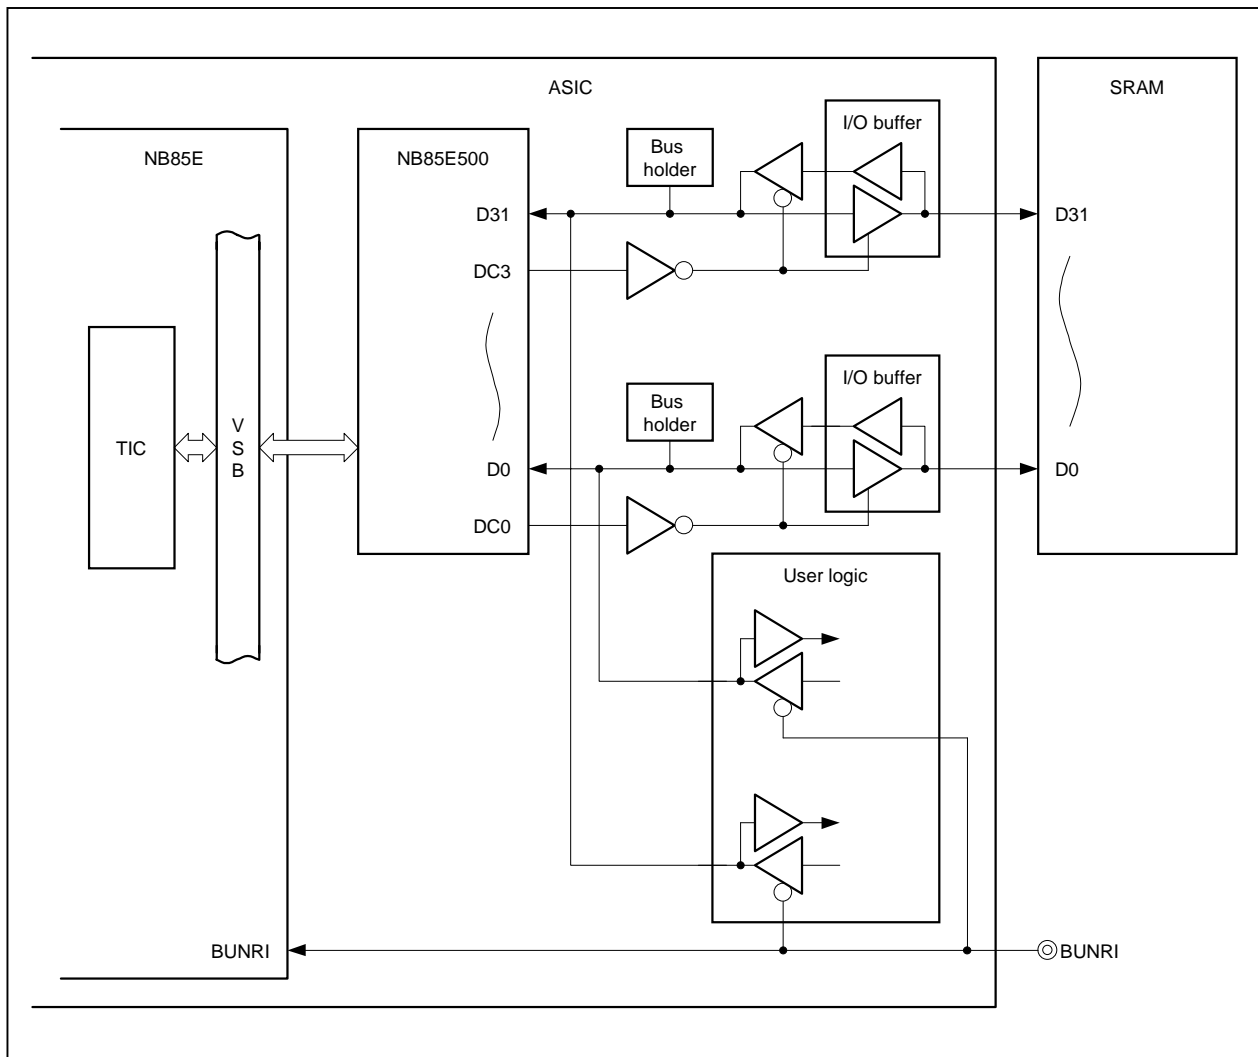 ASIC
SRAM
I/O buffer
NB85E
NB85E500
Bus
holder
D31
D31
DC3
I/O buffer
Bus
holder
TIC
V
S
B
D0
D0
DC0
User logic
BUNRI
BUNRI